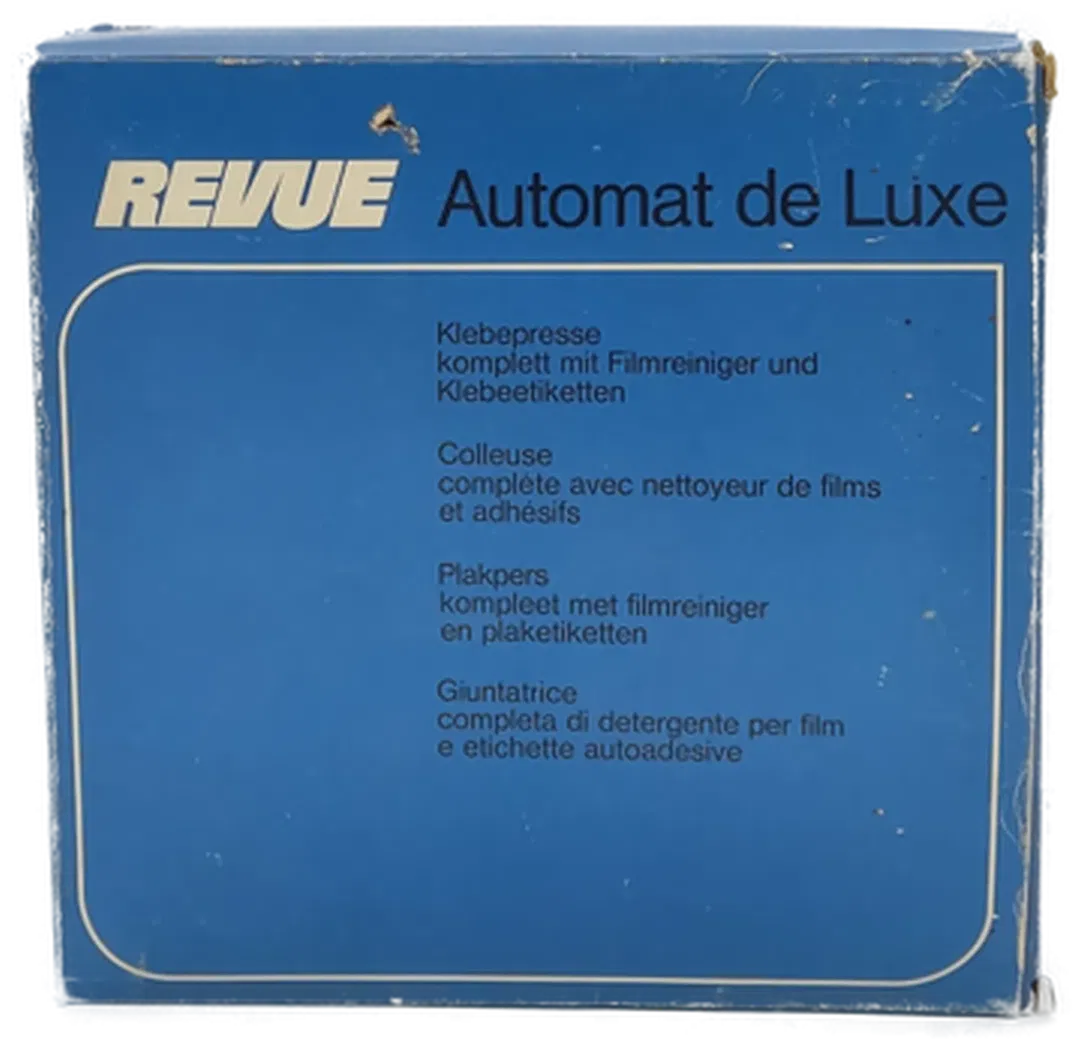 REVUE Automat de Luxe
Klebepresse
komplett mit Filmreiniger und
Klebeetiketten
Colleuse
complète avec nettoyeur de films
et adhésifs
Plakpers
kompleet met filmreiniger
en plaketiketten
Giuntatrice
completa di detergente per film
e etichette autoadesive